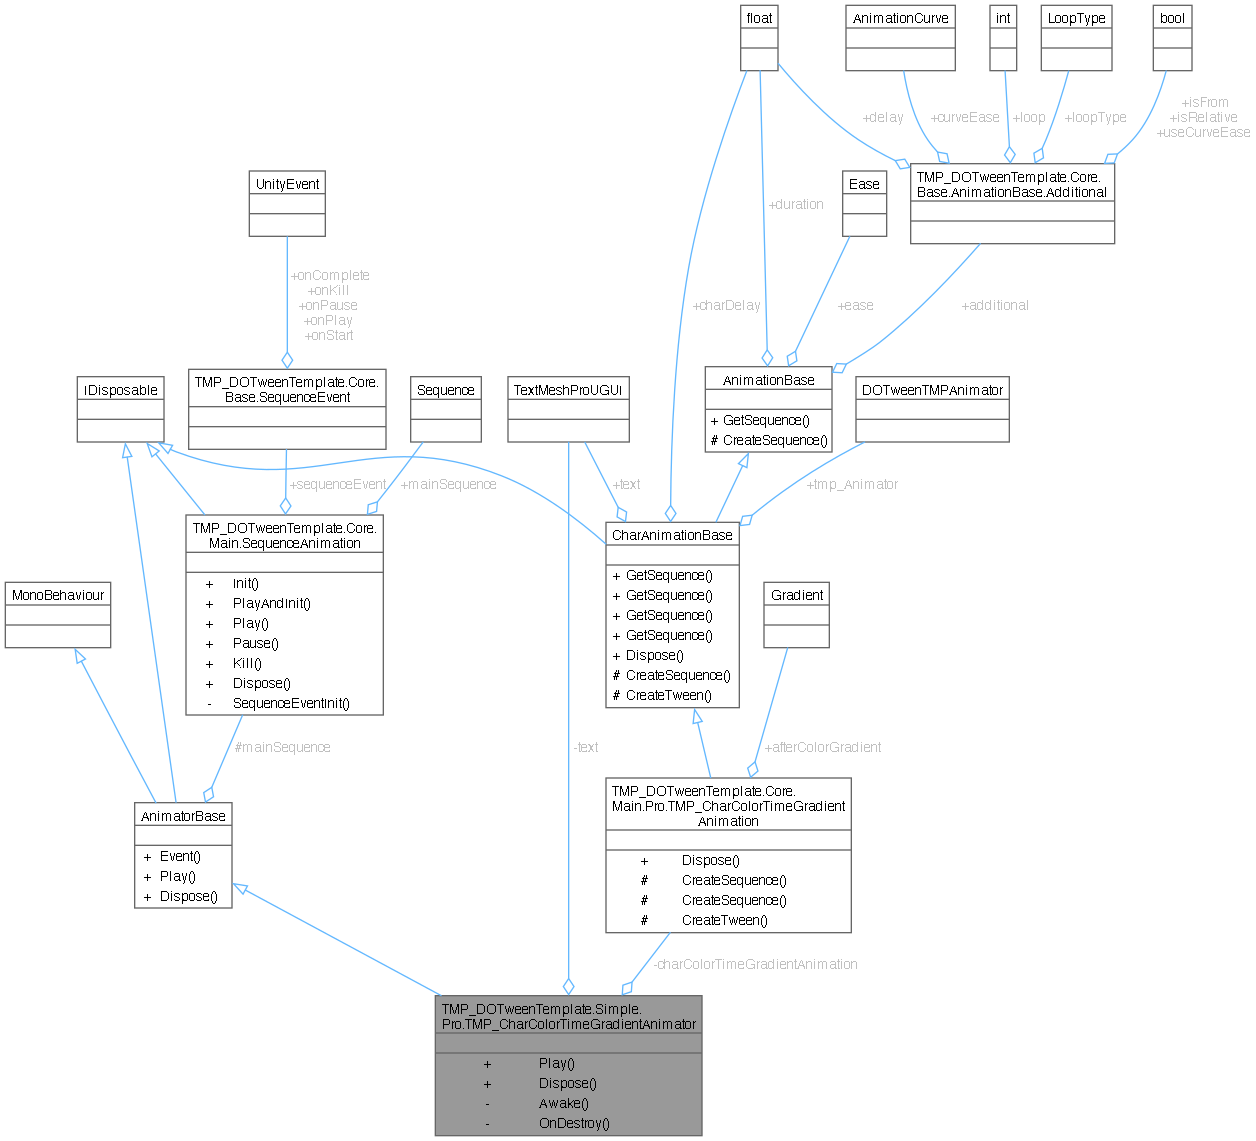 float
AnimationCurve
int
LoopType
bool
+delay
+curveEase
+loop
+loopType
+isFrom
+isRelative
+useCurveEase
UnityEvent
+duration
Ease
TMP_DOTweenTemplate.Core.
Base.AnimationBase.Additional
+onComplete
+onKill
+onPause
+onPlay
+onStart
+charDelay
+ease
+additional
IDisposable
TMP_DOTweenTemplate.Core.
Base.SequenceEvent
Sequence
TextMeshProUGUI
AnimationBase
+ GetSequence()
# CreateSequence()
DOTweenTMPAnimator
+sequenceEvent
+mainSequence
+text
+tmp_Animator
MonoBehaviour
TMP_DOTweenTemplate.Core.
Main.SequenceAnimation
+ Init()
+ PlayAndInit()
+ Play()
+ Pause()
+ Kill()
+ Dispose()
- SequenceEventInit()
CharAnimationBase
+ GetSequence()
+ GetSequence()
+ GetSequence()
+ GetSequence()
+ Dispose()
# CreateSequence()
# CreateTween()
Gradient
#mainSequence
-text
+afterColorGradient
AnimatorBase
+ Event()
+ Play()
+ Dispose()
TMP_DOTweenTemplate.Core.
Main.Pro.TMP_CharColorTimeGradient
Animation
+ Dispose()
# CreateSequence()
# CreateSequence()
# CreateTween()
-charColorTimeGradientAnimation
TMP_DOTweenTemplate.Simple.
Pro.TMP_CharColorTimeGradientAnimator
+ Play()
+ Dispose()
- Awake()
- OnDestroy()